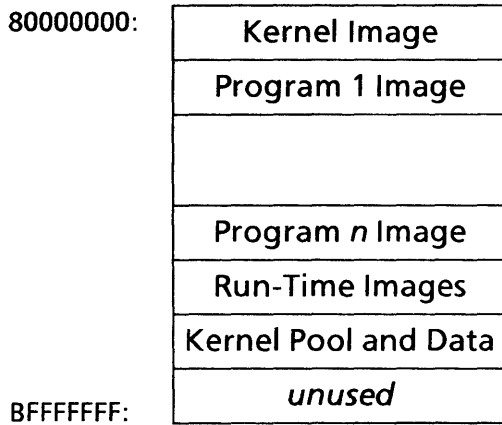 80000000:
Kernel Image
Program 1 Image
Program n Image
Run-Time Images
Kernel Pool and Data
unused
BFFFFFFF: